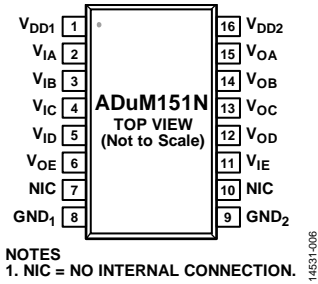 VDD1 1 16 VDD2
VIA 2 15 VOA
VIB 3 14 VOB
VIC 4 ADuM151N 13 VOC
TOP VIEW
(Not to Scale)
VID 5 12 VOD
VOE 6 11 VIE
NIC 7 10 NIC
GND1 8 9 GND2
NOTES
1. NIC = NO INTERNAL CONNECTION.
14531-006